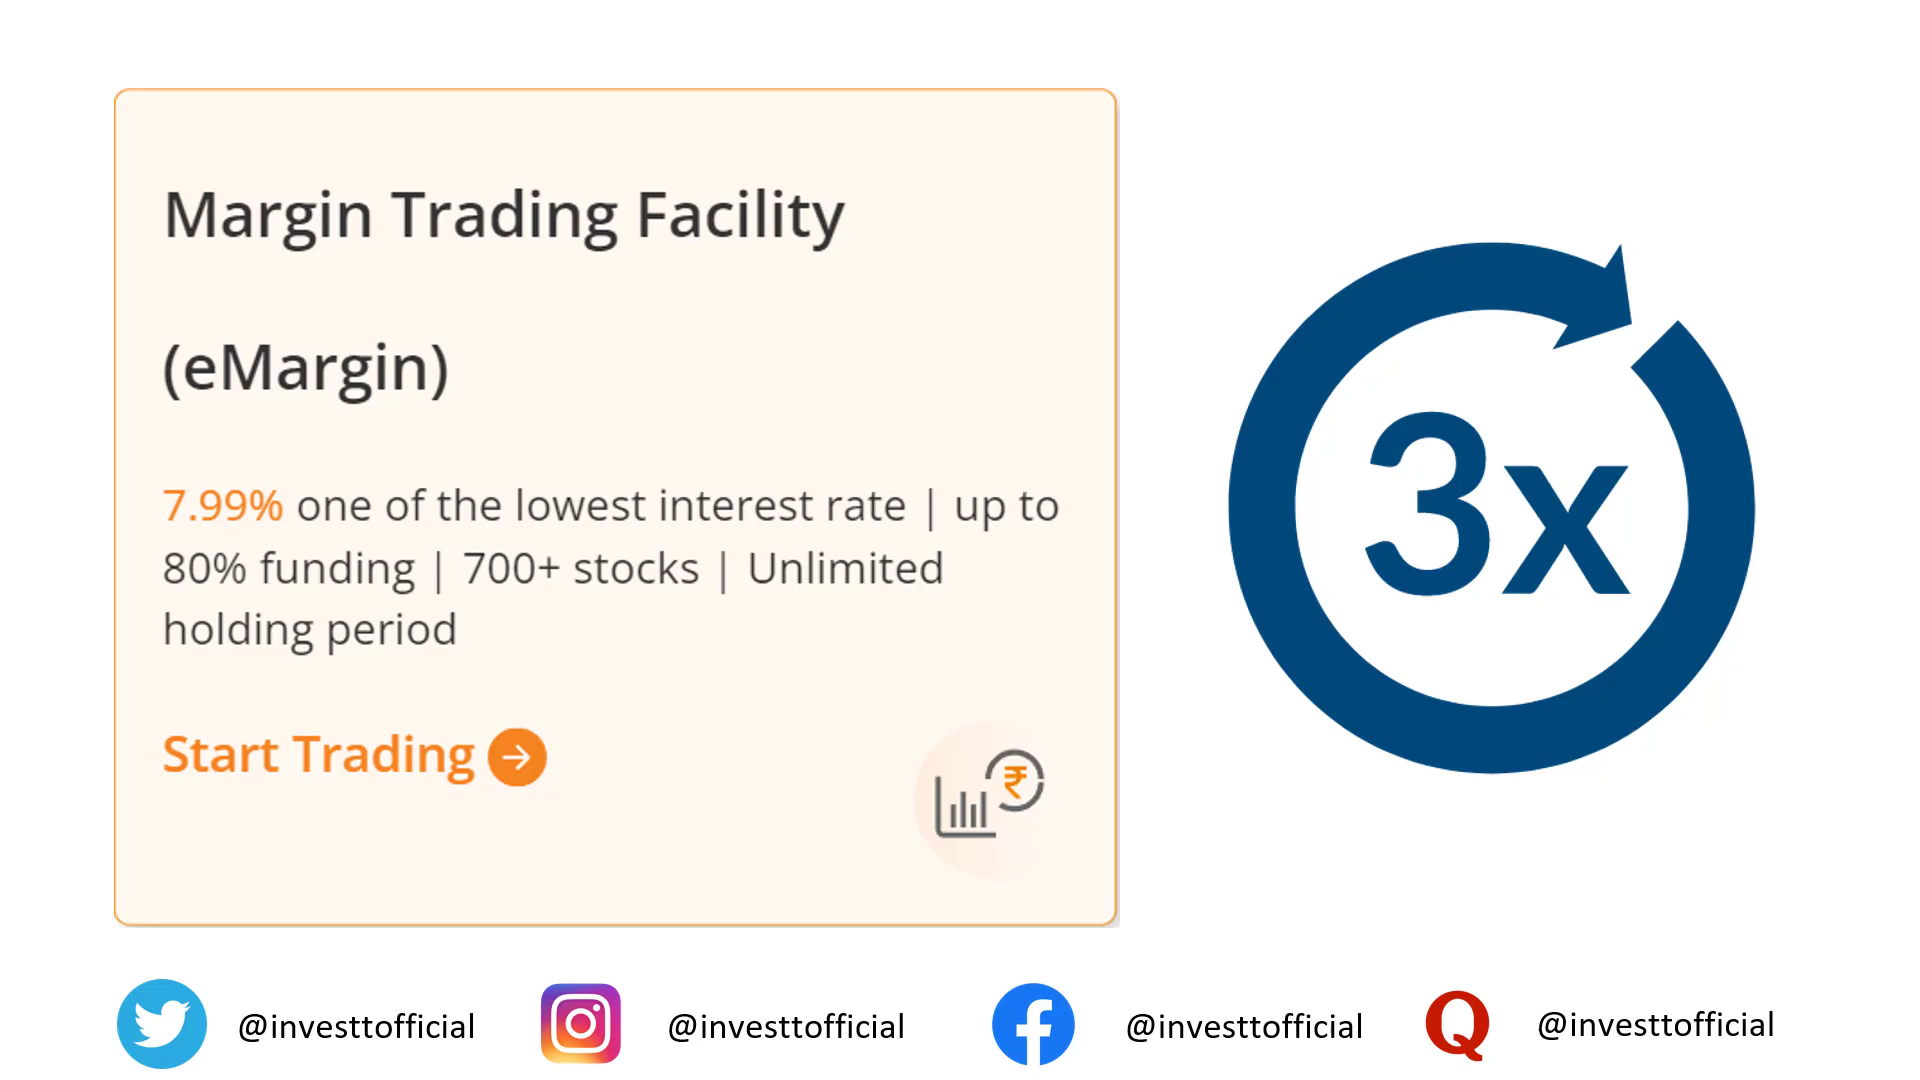 Margin Trading Facility
(eMargin)
7.99% one of the lowest interest rate | up to
80% funding | 700+ stocks | Unlimited
holding period
Start Trading
₹
3x
@investtofficial
@investtofficial
@investtofficial
@investtofficial